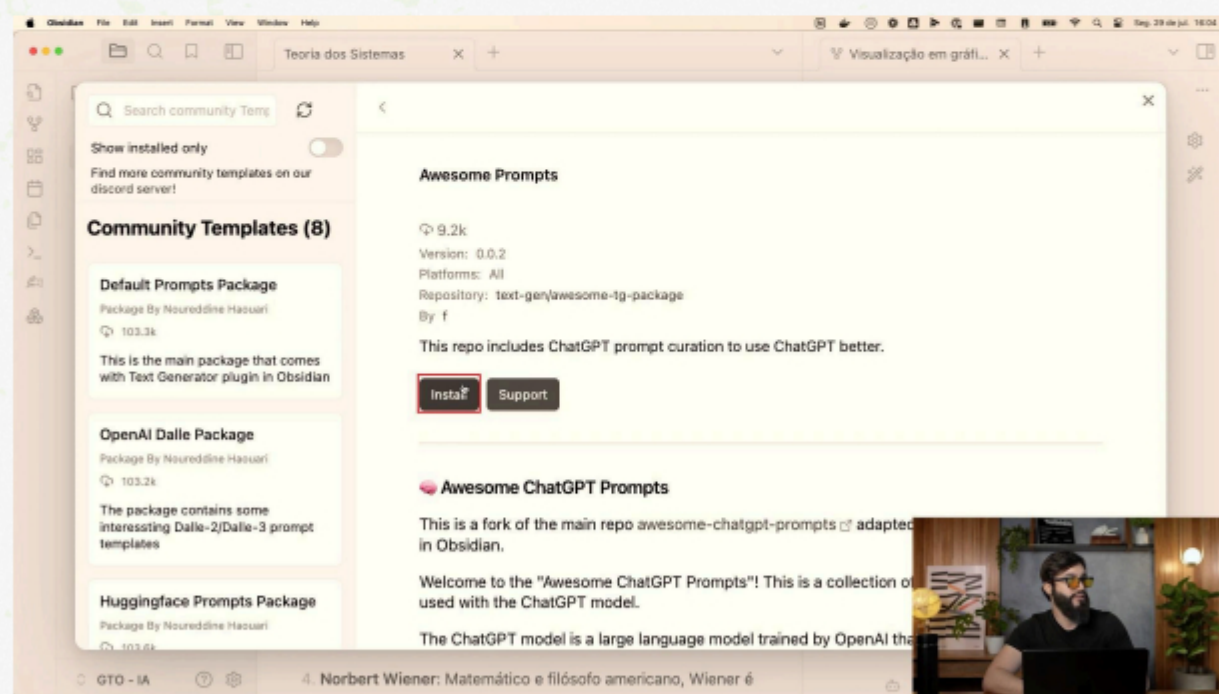 Obsidian File Edit Insert Format View Window Help
Seg. 29 de jul. 16:04
Teoria dos Sistemas
Visualização em gráfi...
Search community Temp
Show installed only
Find more community templates on our
discord server!
Community Templates (8)
Default Prompts Package
Package By Noureddine Haouari
103.3k
This is the main package that comes
with Text Generator plugin in Obsidian
OpenAI Dalle Package
Package By Noureddine Haouari
103.2k
The package contains some
interessting Dalle-2/Dalle-3 prompt
templates
Huggingface Prompts Package
Package By Noureddine Haouari
Awesome Prompts
9.2k
Version: 0.0.2
Platforms: All
Repository: text-gen/awesome-tg-package
By f
This repo includes ChatGPT prompt curation to use ChatGPT better.
Install
Support
Awesome ChatGPT Prompts
This is a fork of the main repo awesome-chatgpt-prompts adapted
in Obsidian.
Welcome to the "Awesome ChatGPT Prompts"! This is a collection of
used with the ChatGPT model.
The ChatGPT model is a large language model trained by OpenAI tha
GTO - IA
4. Norbert Wiener: Matemático e filósofo americano, Wiener é